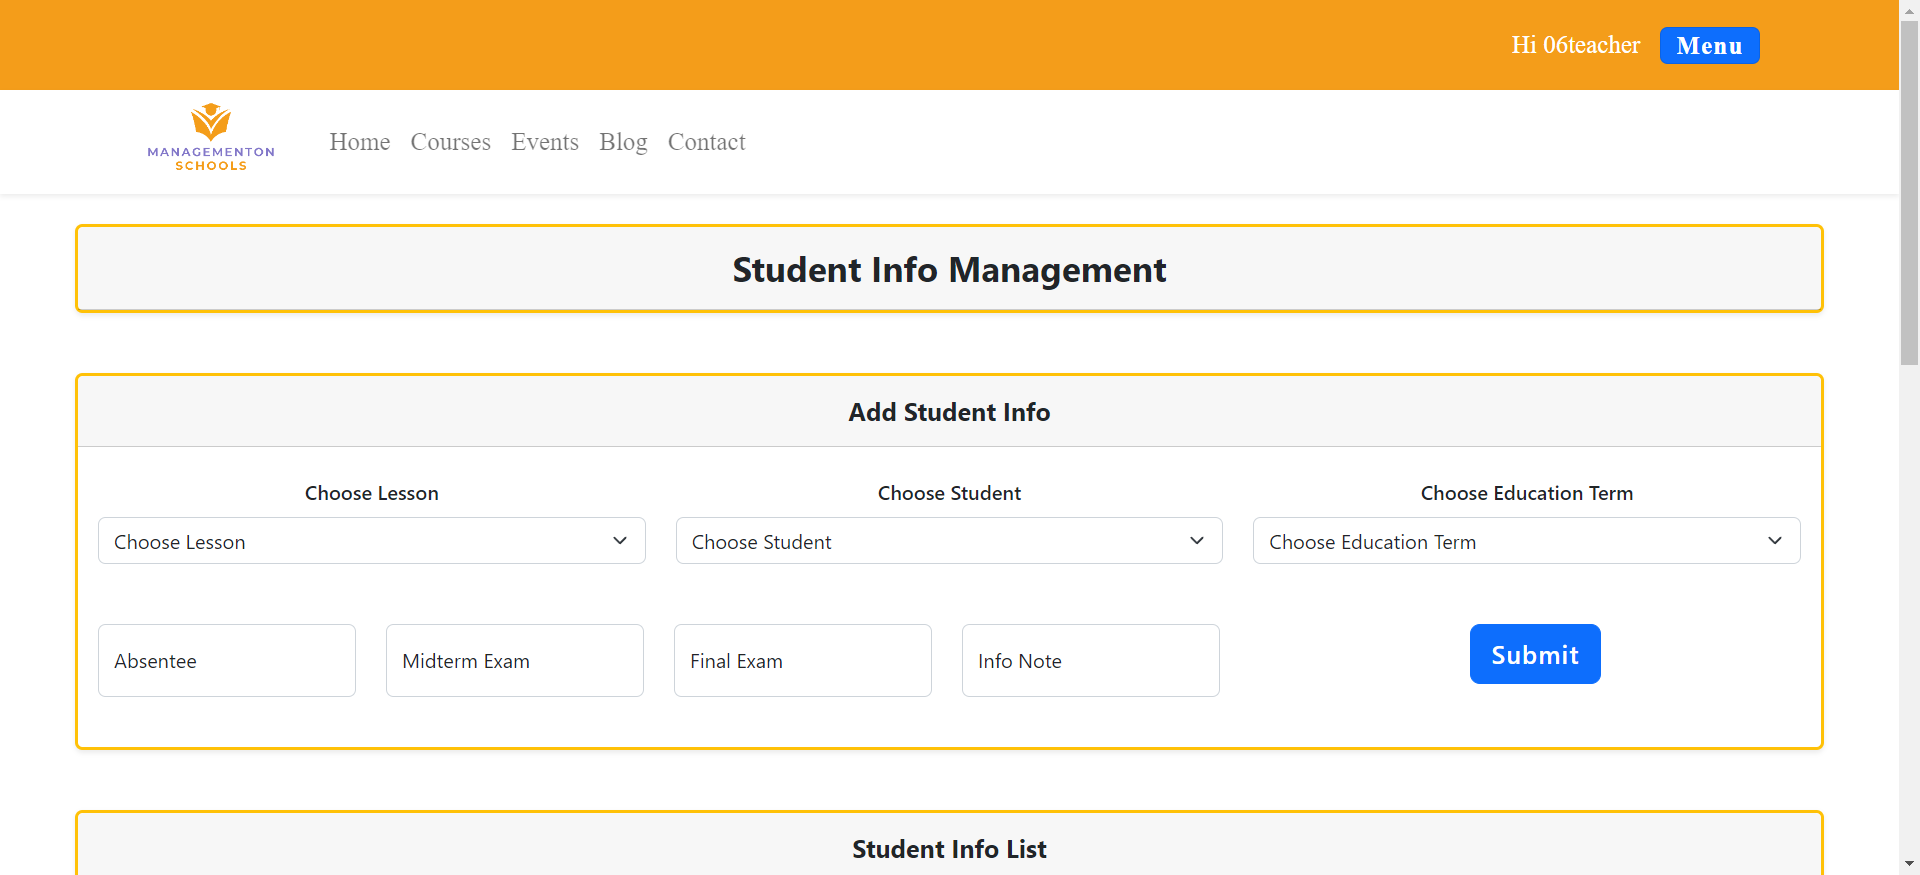 Hi 06teacher Menu
MANAGEMENTON
SCHOOLS
Home Courses Events Blog Contact
Student Info Management
Add Student Info
Choose Lesson Choose Student Choose Education Term
Choose Lesson Choose Student Choose Education Term
Absentee Midterm Exam Final Exam Info Note Submit
Student Info List